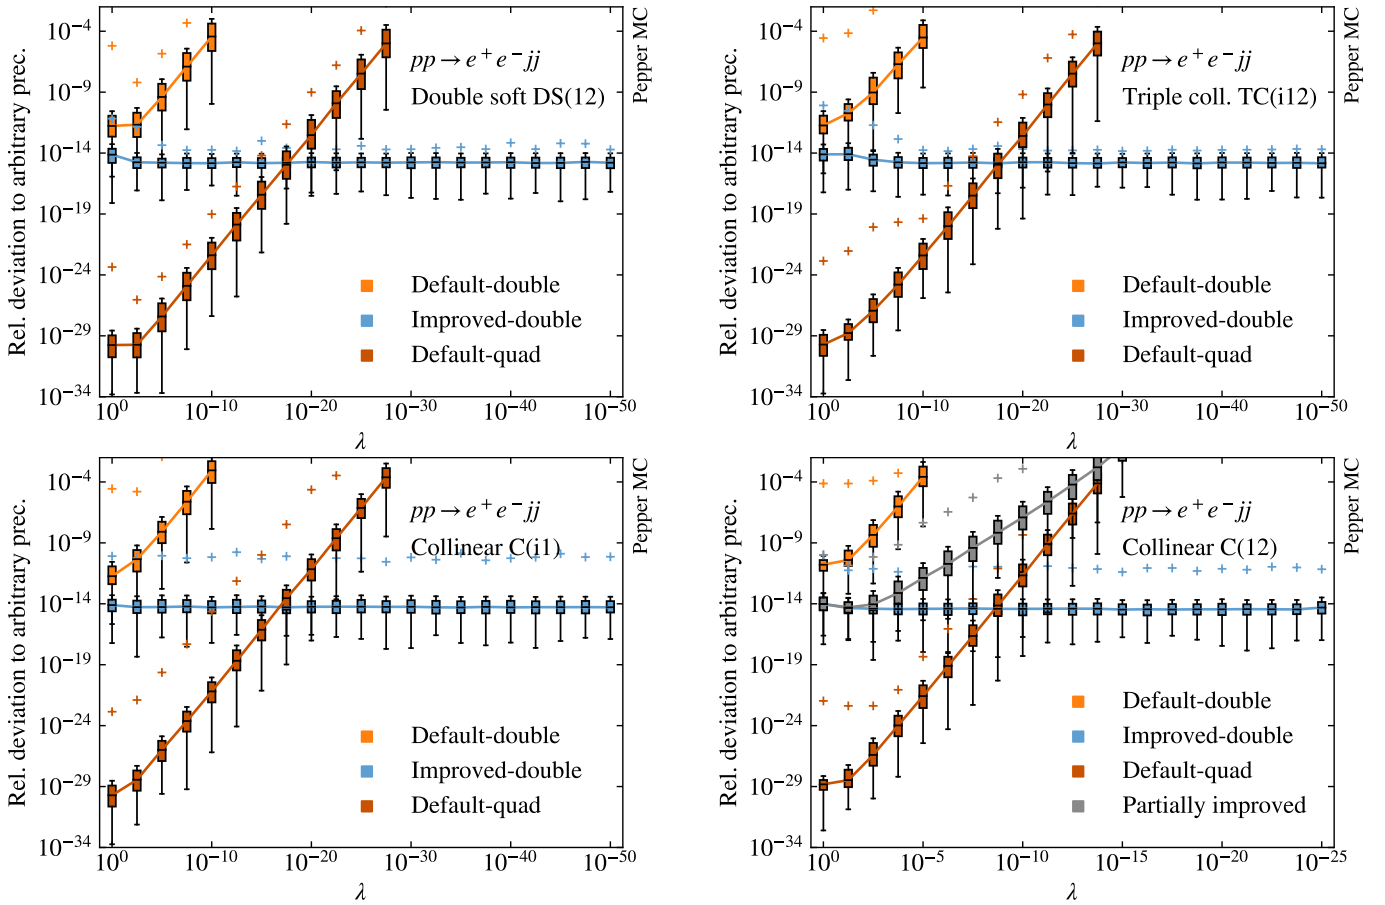 Rel. deviation to arbitrary prec.
10⁻⁴
10⁻⁹
10⁻¹⁴
10⁻¹⁹
10⁻²⁴
10⁻²⁹
10⁻³⁴
pp → e⁺ e⁻ jj
Double soft DS(12)
Default-double
Improved-double
Default-quad
Pepper MC
10⁰ 10⁻¹⁰ 10⁻²⁰ 10⁻³⁰ 10⁻⁴⁰ 10⁻⁵⁰
λ
Rel. deviation to arbitrary prec.
10⁻⁴
10⁻⁹
10⁻¹⁴
10⁻¹⁹
10⁻²⁴
10⁻²⁹
10⁻³⁴
pp → e⁺ e⁻ jj
Triple coll. TC(i12)
Default-double
Improved-double
Default-quad
Pepper MC
10⁰ 10⁻¹⁰ 10⁻²⁰ 10⁻³⁰ 10⁻⁴⁰ 10⁻⁵⁰
λ
Rel. deviation to arbitrary prec.
10⁻⁴
10⁻⁹
10⁻¹⁴
10⁻¹⁹
10⁻²⁴
10⁻²⁹
10⁻³⁴
pp → e⁺ e⁻ jj
Collinear C(i1)
Default-double
Improved-double
Default-quad
Pepper MC
10⁰ 10⁻¹⁰ 10⁻²⁰ 10⁻³⁰ 10⁻⁴⁰ 10⁻⁵⁰
λ
Rel. deviation to arbitrary prec.
10⁻⁴
10⁻⁹
10⁻¹⁴
10⁻¹⁹
10⁻²⁴
10⁻²⁹
10⁻³⁴
pp → e⁺ e⁻ jj
Collinear C(12)
Default-double
Improved-double
Default-quad
Partially improved
Pepper MC
10⁰ 10⁻⁵ 10⁻¹⁰ 10⁻¹⁵ 10⁻²⁰ 10⁻²⁵
λ